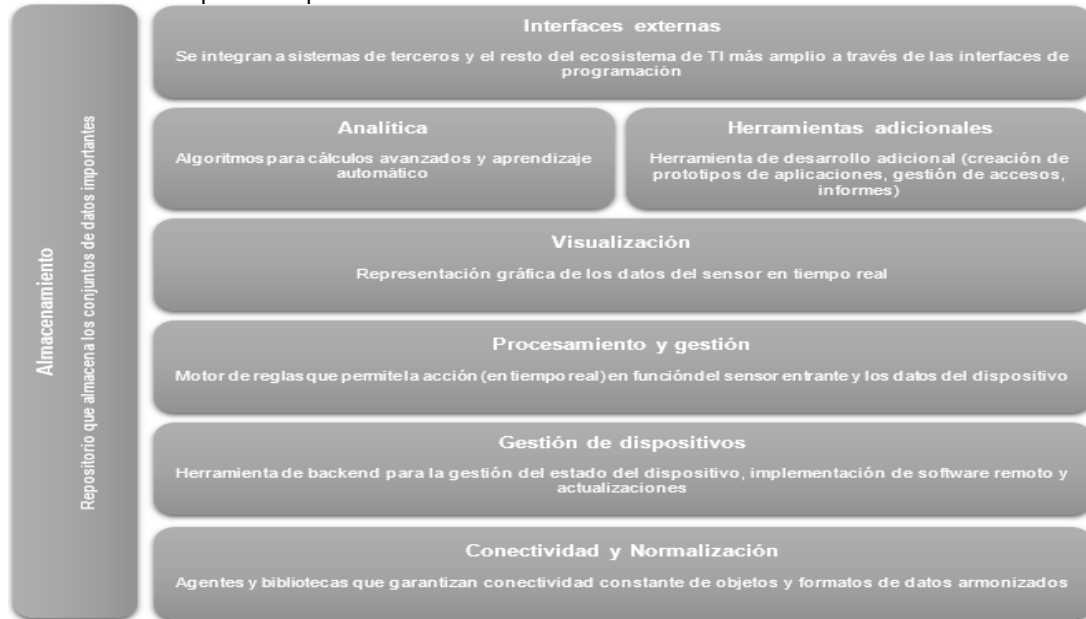 Almacenamiento
Repositorio que almacena los conjuntos de datos importantes
Interfaces externas
Se integran a sistemas de terceros y el resto del ecosistema de TI más amplio a través de las interfaces de
programación
Analítica
Algoritmos para cálculos avanzados y aprendizaje
automático
Herramientas adicionales
Herramienta de desarrollo adicional (creación de
prototipos de aplicaciones, gestión de accesos,
informes)
Visualización
Representación gráfica de los datos del sensor en tiempo real
Procesamiento y gestión
Motor de reglas que permite la acción (en tiempo real) en función del sensor entrante y los datos del dispositivo
Gestión de dispositivos
Herramienta de backend para la gestión del estado del dispositivo, implementación de software remoto y
actualizaciones
Conectividad y Normalización
Agentes y bibliotecas que garantizan conectividad constante de objetos y formatos de datos armonizados